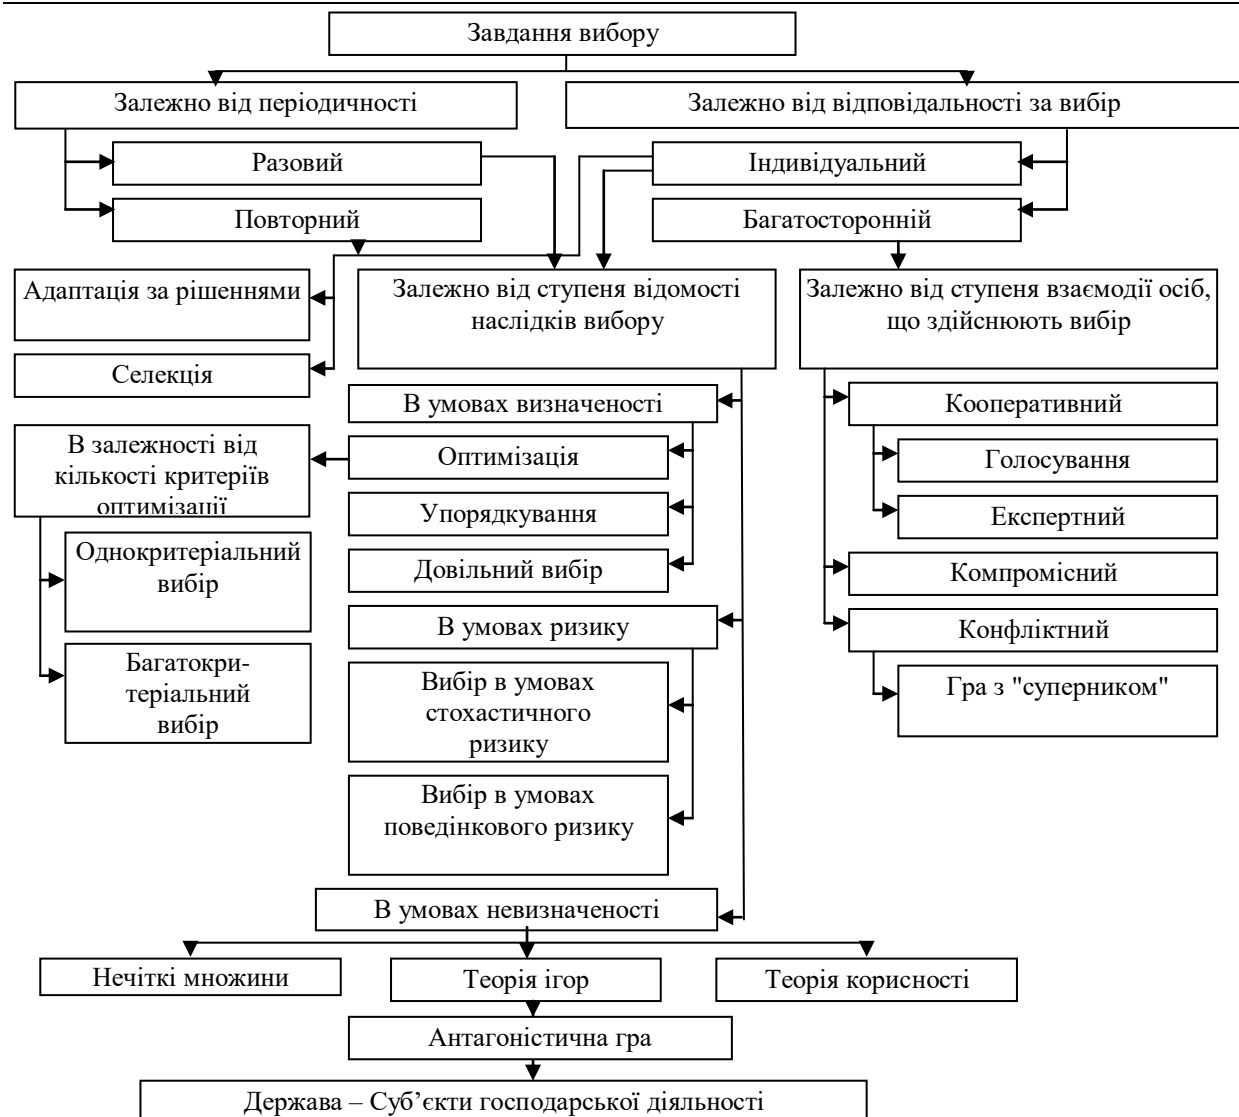 Завдання вибору
Залежно від періодичності
Залежно від відповідальності за вибір
Разовий
Індивідуальний
Повторний
Багатосторонній
Адаптація за рішеннями
Залежно від ступеня відомості
наслідків вибору
Залежно від ступеня взаємодії осіб,
що здійснюють вибір
Селекція
В умовах визначеності
Кооперативний
В залежності від
кількості критеріїв
оптимізації
Оптимізація
Голосування
Упорядкування
Експертний
Однокритеріальний
вибір
Довільний вибір
Компромісний
В умовах ризику
Конфліктний
Багатокри-
теріальний
вибір
Вибір в умовах
стохастичного
ризику
Гра з "суперником"
Вибір в умовах
поведінкового ризику
В умовах невизначеності
Нечіткі множини
Теорія ігор
Теорія корисності
Антагоністична гра
Держава – Суб’єкти господарської діяльності